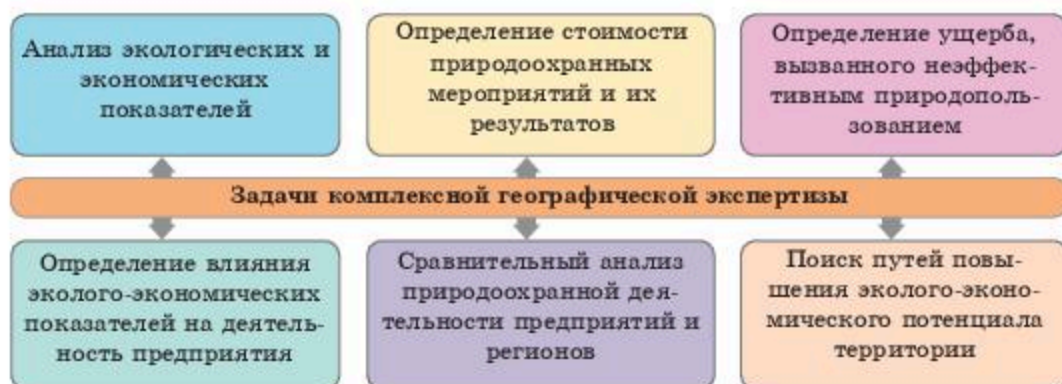 Анализ экологических и
экономических
показателей
Определение стоимости
природоохранных
мероприятий и их
результатов
Определение ущерба,
вызванного неэффек-
тивным природополь-
зованием
Задачи комплексной географической экспертизы
Определение влияния
эколого-экономических
показателей на деятель-
ность предприятия
Сравнительный анализ
природоохранной дея-
тельности предприятий и
регионов
Поиск путей повы-
шения эколого-эконо-
мического потенциала
территории